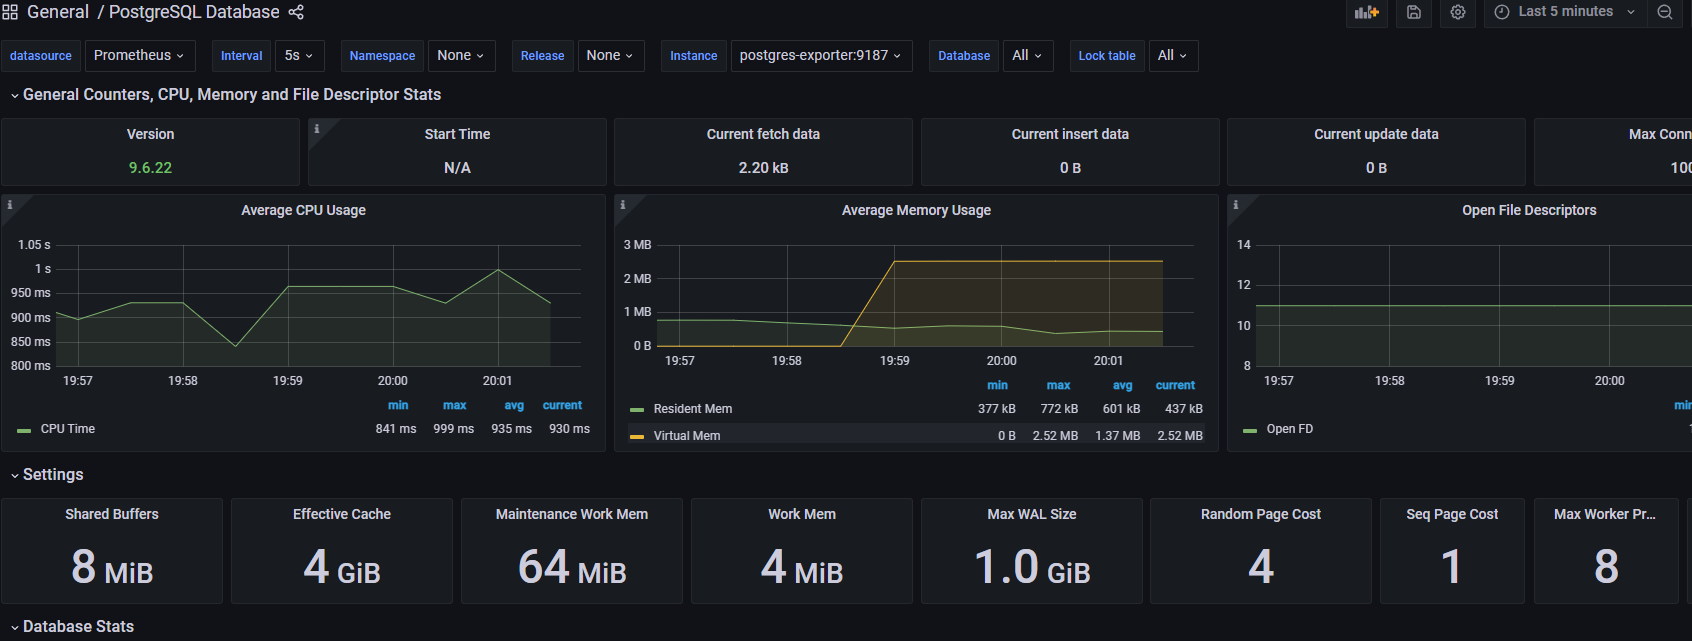 General / PostgreSQL Database
Last 5 minutes
datasource Prometheus Interval 5s Namespace None Release None Instance postgres-exporter:9187 Database All Lock table All
General Counters, CPU, Memory and File Descriptor Stats
Version
9.6.22
Start Time
N/A
Current fetch data
2.20 kB
Current insert data
0 B
Current update data
0 B
Max Conn
100
Average CPU Usage
1.05 s
1 s
950 ms
900 ms
850 ms
800 ms
19:57 19:58 19:59 20:00 20:01
min max avg current
CPU Time 841 ms 999 ms 935 ms 930 ms
Average Memory Usage
3 MB
2 MB
1 MB
0 B
19:57 19:58 19:59 20:00 20:01
min max avg current
Resident Mem 377 kB 772 kB 601 kB 437 kB
Virtual Mem 0 B 2.52 MB 1.37 MB 2.52 MB
Open File Descriptors
14
12
10
8
19:57 19:58 19:59 20:00
min
Open FD
Settings
Shared Buffers
8 MiB
Effective Cache
4 GiB
Maintenance Work Mem
64 MiB
Work Mem
4 MiB
Max WAL Size
1.0 GiB
Random Page Cost
4
Seq Page Cost
1
Max Worker Pr...
8
Database Stats